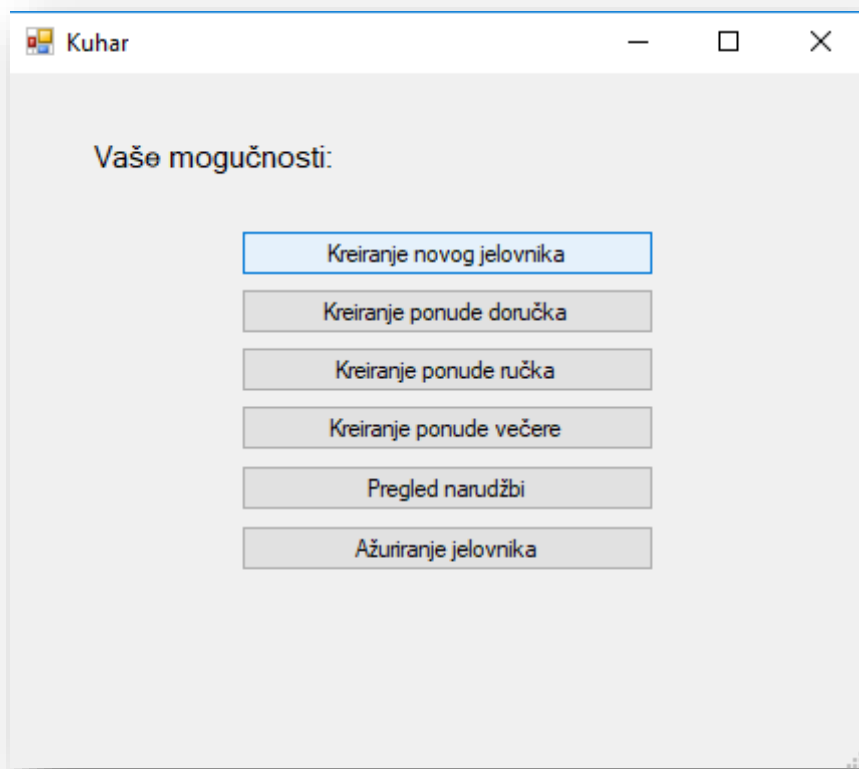 Kuhar
Vaše mogučnosti:
Kreiranje novog jelovnika
Kreiranje ponude doručka
Kreiranje ponude ručka
Kreiranje ponude večere
Pregled narudžbi
Ažuriranje jelovnika